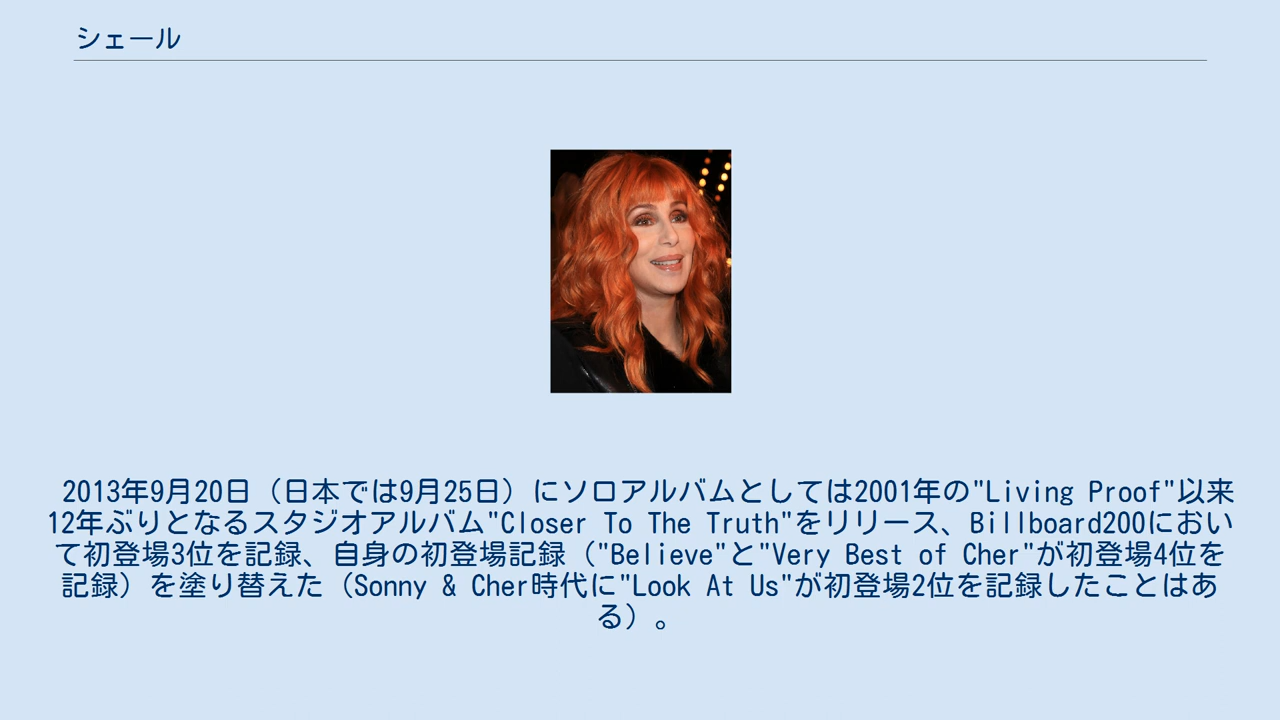 シェール
2013年9月20日（日本では9月25日）にソロアルバムとしては2001年の"Living Proof"以来
12年ぶりとなるスタジオアルバム"Closer To The Truth"をリリース、Billboard200におい
て初登場3位を記録、自身の初登場記録（"Believe"と"Very Best of Cher"が初登場4位を
記録）を塗り替えた（Sonny & Cher時代に"Look At Us"が初登場2位を記録したことはあ
る）。